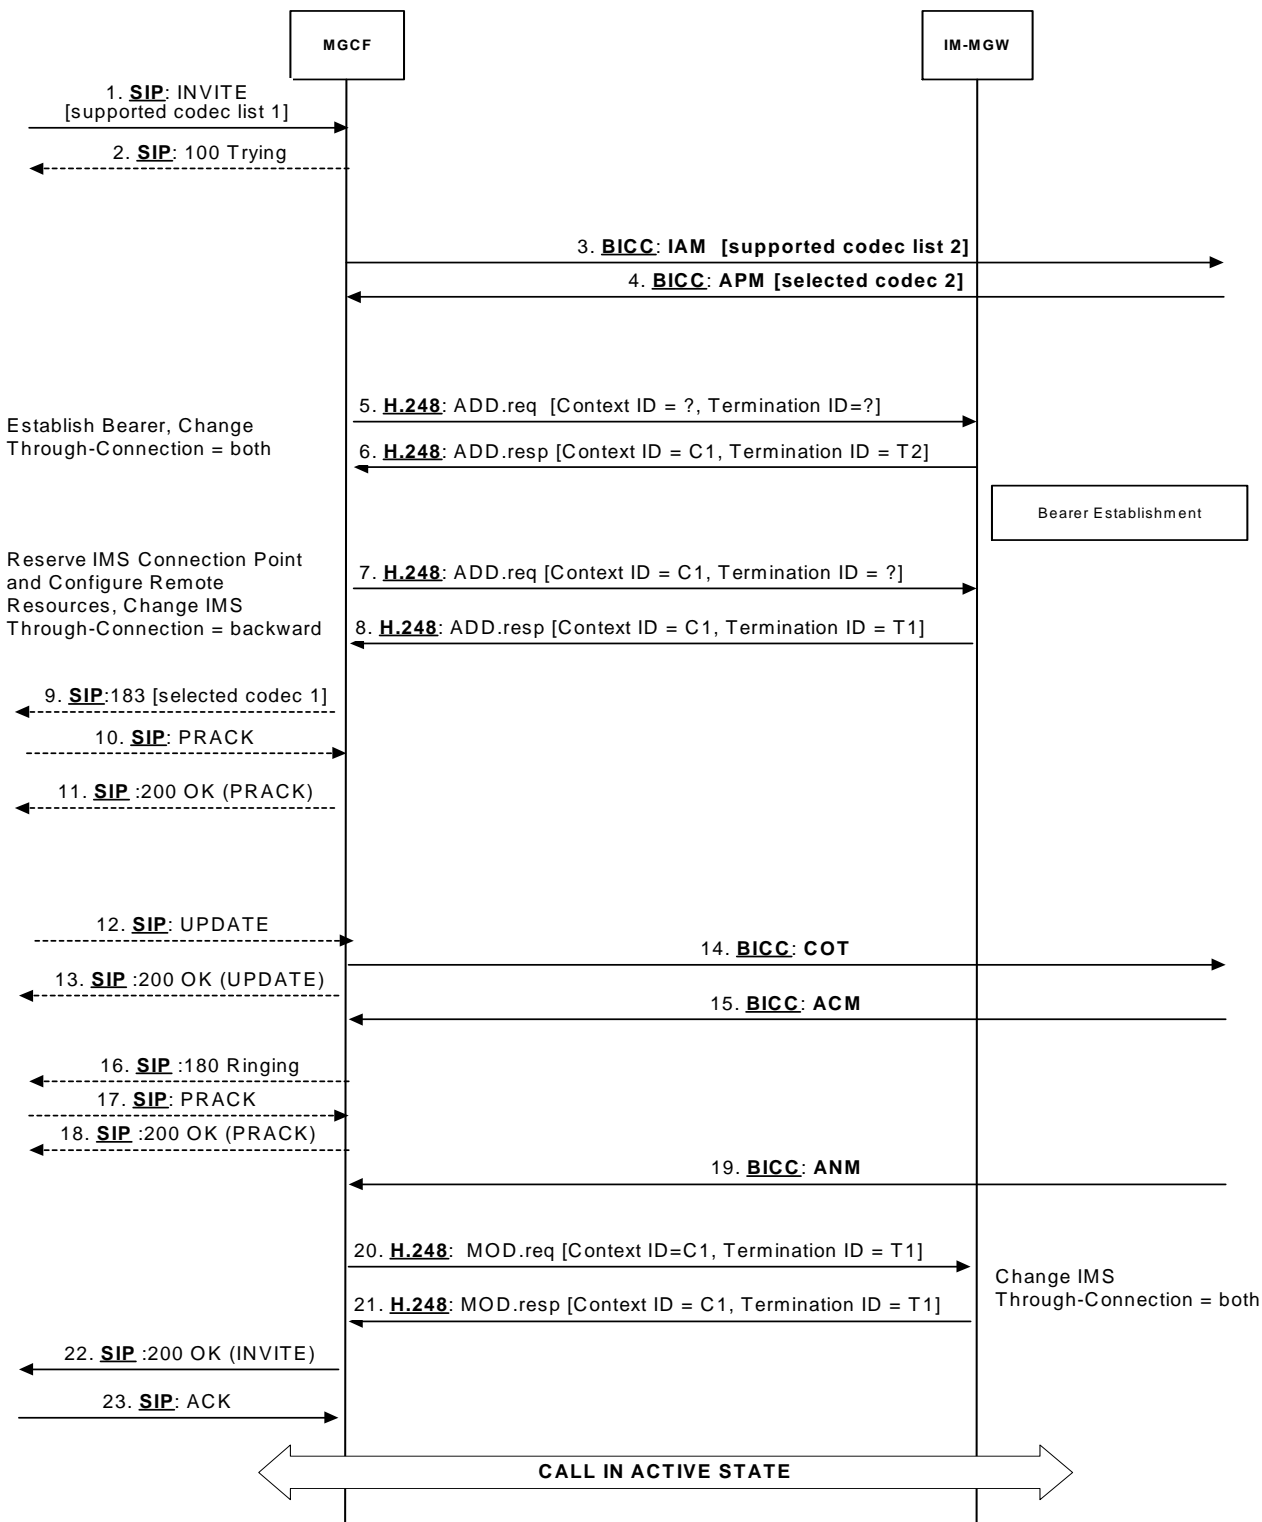 MGCF
IM-MGW
1. SIP: INVITE
[supported codec list 1]
2. SIP: 100 Trying
3. BICC: IAM [supported codec list 2]
4. BICC: APM [selected codec 2]
5. H.248: ADD.req [Context ID = ?, Termination ID=?]
Establish Bearer, Change
Through-Connection = both
6. H.248: ADD.resp [Context ID = C1, Termination ID = T2]
Bearer Establishment
Reserve IMS Connection Point
and Configure Remote
Resources, Change IMS
Through-Connection = backward
7. H.248: ADD.req [Context ID = C1, Termination ID = ?]
8. H.248: ADD.resp [Context ID = C1, Termination ID = T1]
9. SIP:183 [selected codec 1]
10. SIP: PRACK
11. SIP :200 OK (PRACK)
12. SIP: UPDATE
14. BICC: COT
13. SIP :200 OK (UPDATE)
15. BICC: ACM
16. SIP :180 Ringing
17. SIP: PRACK
18. SIP :200 OK (PRACK)
19. BICC: ANM
20. H.248: MOD.req [Context ID=C1, Termination ID = T1]
Change IMS
Through-Connection = both
21. H.248: MOD.resp [Context ID = C1, Termination ID = T1]
22. SIP :200 OK (INVITE)
23. SIP: ACK
CALL IN ACTIVE STATE